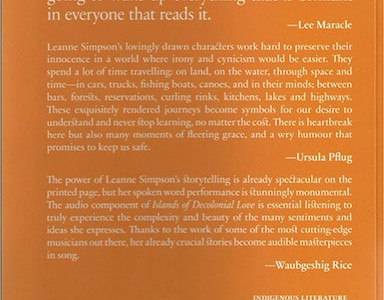 in everyone that reads it.
—Lee Maracle
Leanne Simpson's lovingly drawn characters work hard to preserve their
innocence in a world where irony and cynicism would be easier. They
spend a lot of time travelling; on land, on the water, through space and
time—in cars, trucks, fishing boats, canoes, and in their minds; between
bars, forests, reservations, curling rinks, kitchens, lakes and highways.
These exquisitely rendered journeys become symbols for our desire to
understand and never stop learning, no matter the cost. There is heartbreak
here but also many moments of fleeting grace, and a wry humour that
promises to keep us safe.
—Ursula Pflug
The power of Leanne Simpson's storytelling is already spectacular on the
printed page, but her spoken word performance is stunningly monumental.
The audio component of Islands of Decolonial Love is essential listening to
truly experience the complexity and beauty of the many sentiments and
ideas she expresses. Thanks to the work of some of the most cutting-edge
musicians out there, her already crucial stories become audible masterpieces
in song.
—Waubgeshig Rice
INDIGENOUS LITERATURE